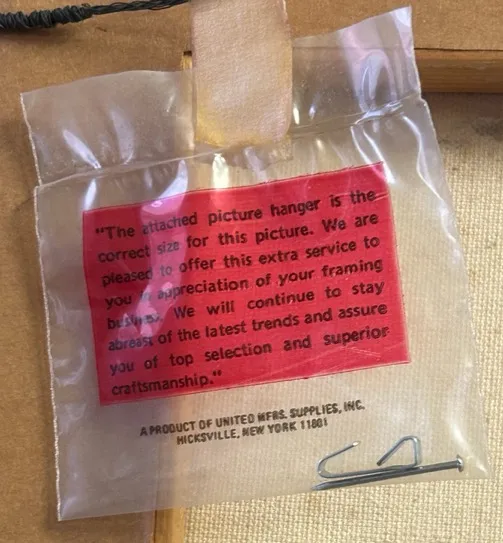 "The attached picture hanger is the
correct size for this picture. We are
pleased to offer this extra service to
you in appreciation of your framing
business. We will continue to stay
abreast of the latest trends and assure
you of top selection and superior
craftsmanship."
A PRODUCT OF UNITED MFRS. SUPPLIES, INC.
HICKSVILLE, NEW YORK 11801